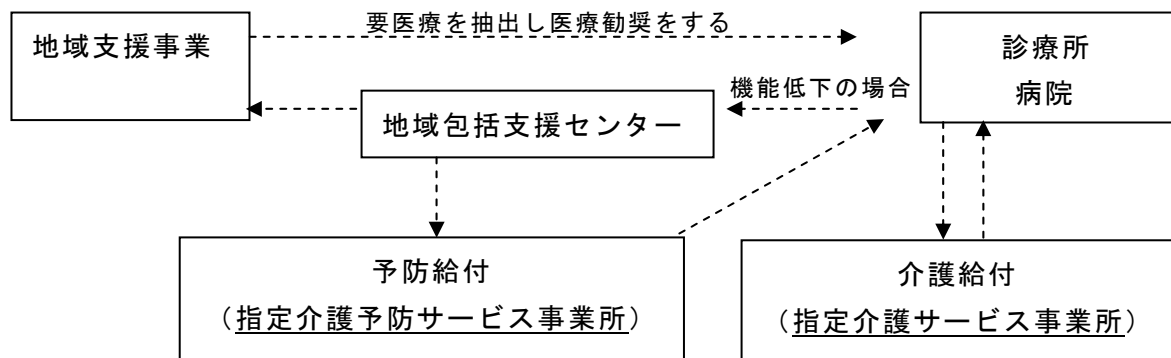 要医療を抽出し医療勧奨をする
地域支援事業
診療所
病院
機能低下の場合
地域包括支援センター
予防給付
（指定介護予防サービス事業所）
介護給付
（指定介護サービス事業所）